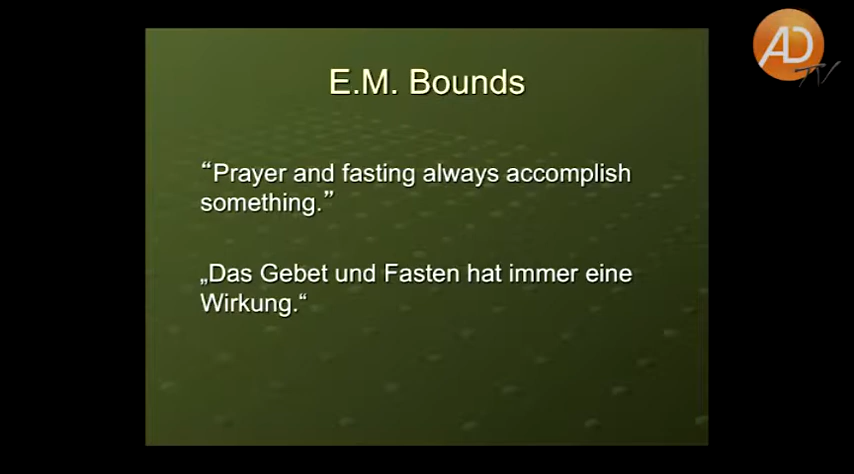 E.M. Bounds
“Prayer and fasting always accomplish
something.”
„Das Gebet und Fasten hat immer eine
Wirkung.“
AD
TV